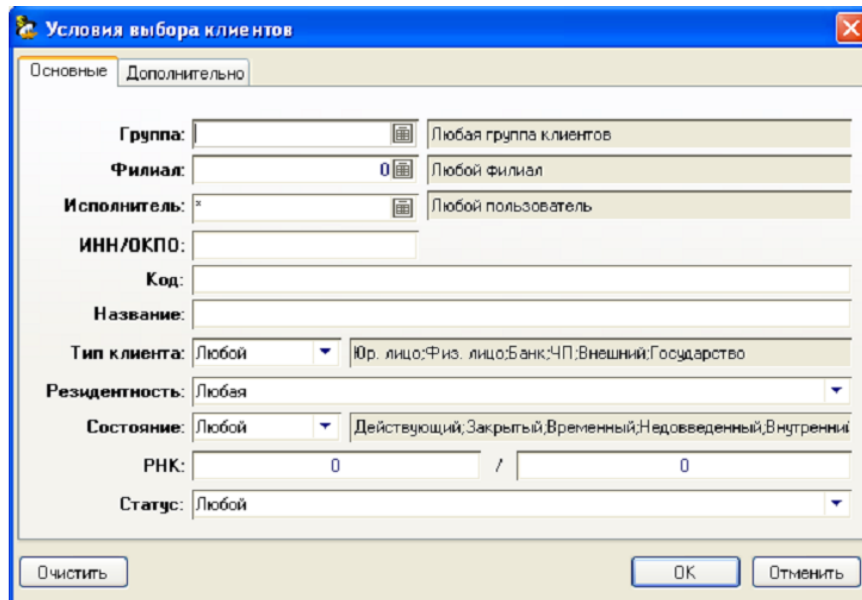 Условия выбора клиентов
Основные Дополнительно
Группа: Любая группа клиентов
Филиал: 0 Любой филиал
Исполнитель: * Любой пользователь
ИНН/ОКПО:
Код:
Название:
Тип клиента: Любой Юр. лицо;Физ. лицо;Банк;ЧП;Внешний;Государство
Резидентность: Любая
Состояние: Любой Действующий;Закрытый;Временный;Недовведенный;Внутренний
РНК: 0 / 0
Статус: Любой
Очистить OK Отменить